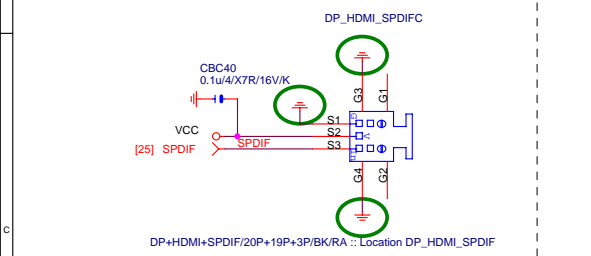 DP_HDMI_SPDIFC
CBC40
0.1u/4/X7R/16V/K
G3
G1
S1
VCC
S2
[25] SPDIF
SPDIF
S3
G4
G2
C
DP+HDMI+SPDIF/20P+19P+3P/BK/RA :: Location DP_HDMI_SPDIF